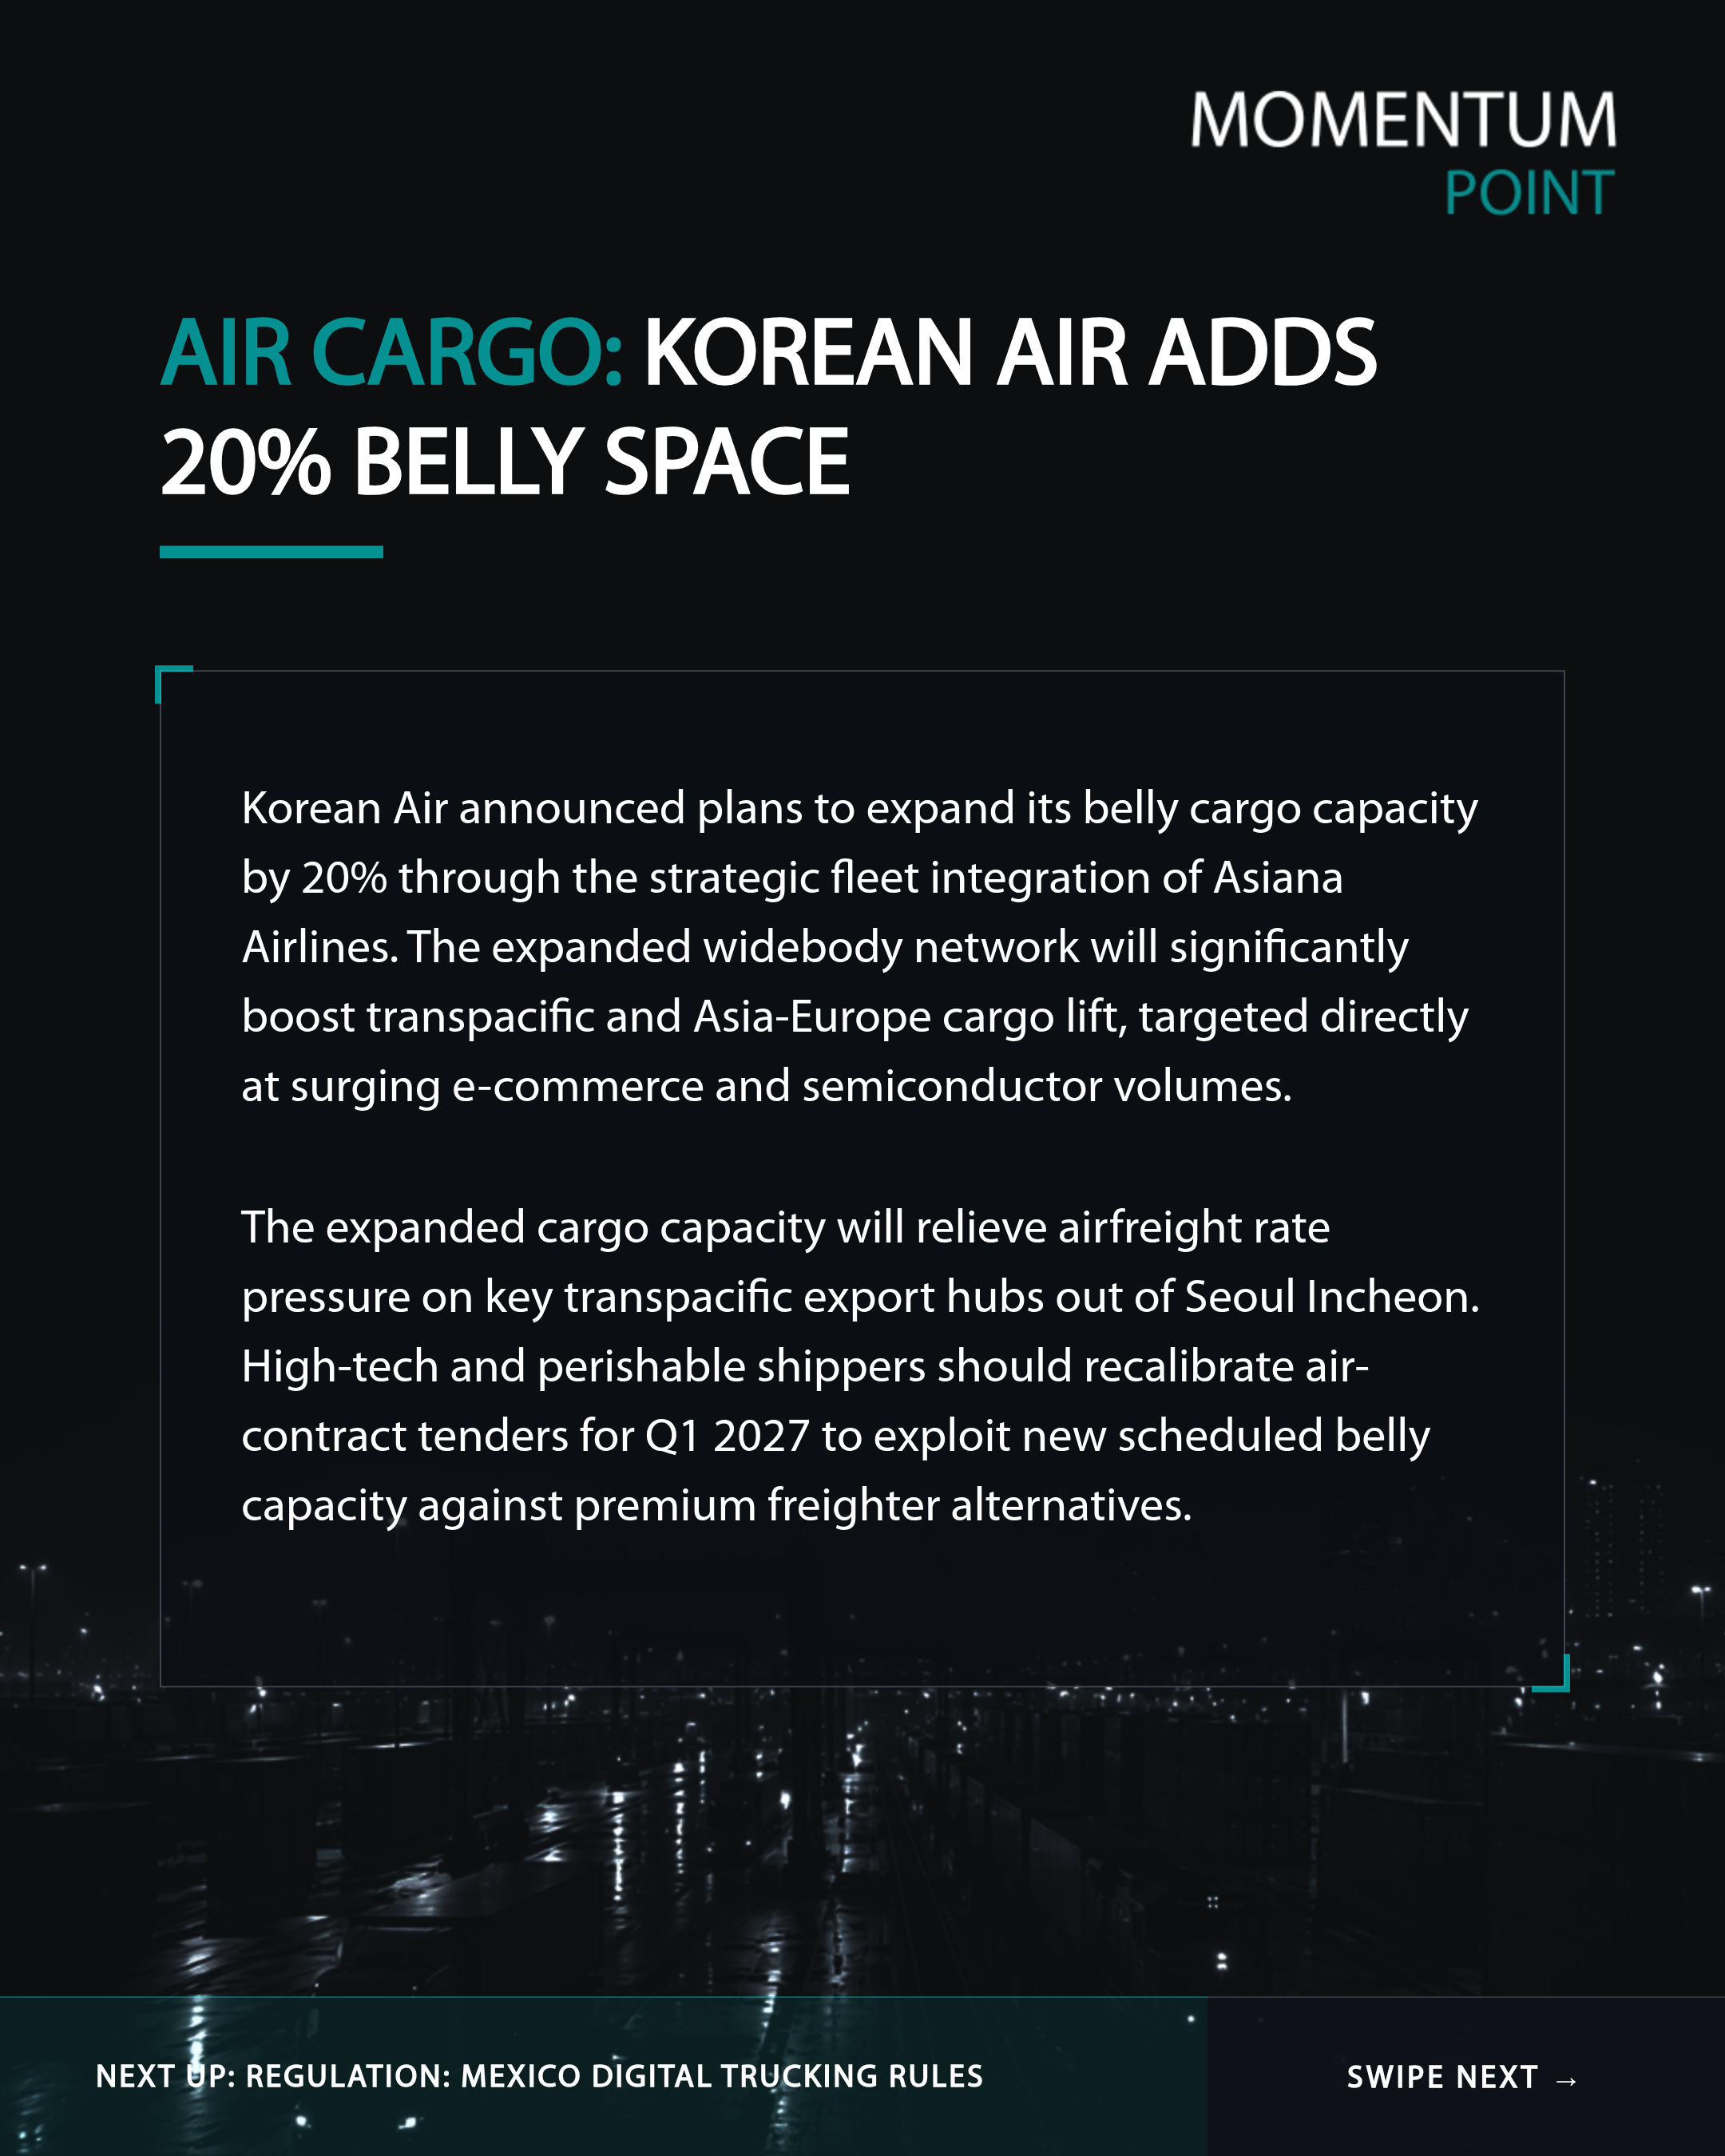 MOMENTUM
POINT
AIR CARGO: KOREAN AIR ADDS
20% BELLY SPACE
Korean Air announced plans to expand its belly cargo capacity
by 20% through the strategic fleet integration of Asiana
Airlines. The expanded widebody network will significantly
boost transpacific and Asia-Europe cargo lift, targeted directly
at surging e-commerce and semiconductor volumes.
The expanded cargo capacity will relieve airfreight rate
pressure on key transpacific export hubs out of Seoul Incheon.
High-tech and perishable shippers should recalibrate air-
contract tenders for Q1 2027 to exploit new scheduled belly
capacity against premium freighter alternatives.
NEXT UP: REGULATION: MEXICO DIGITAL TRUCKING RULES
SWIPE NEXT →